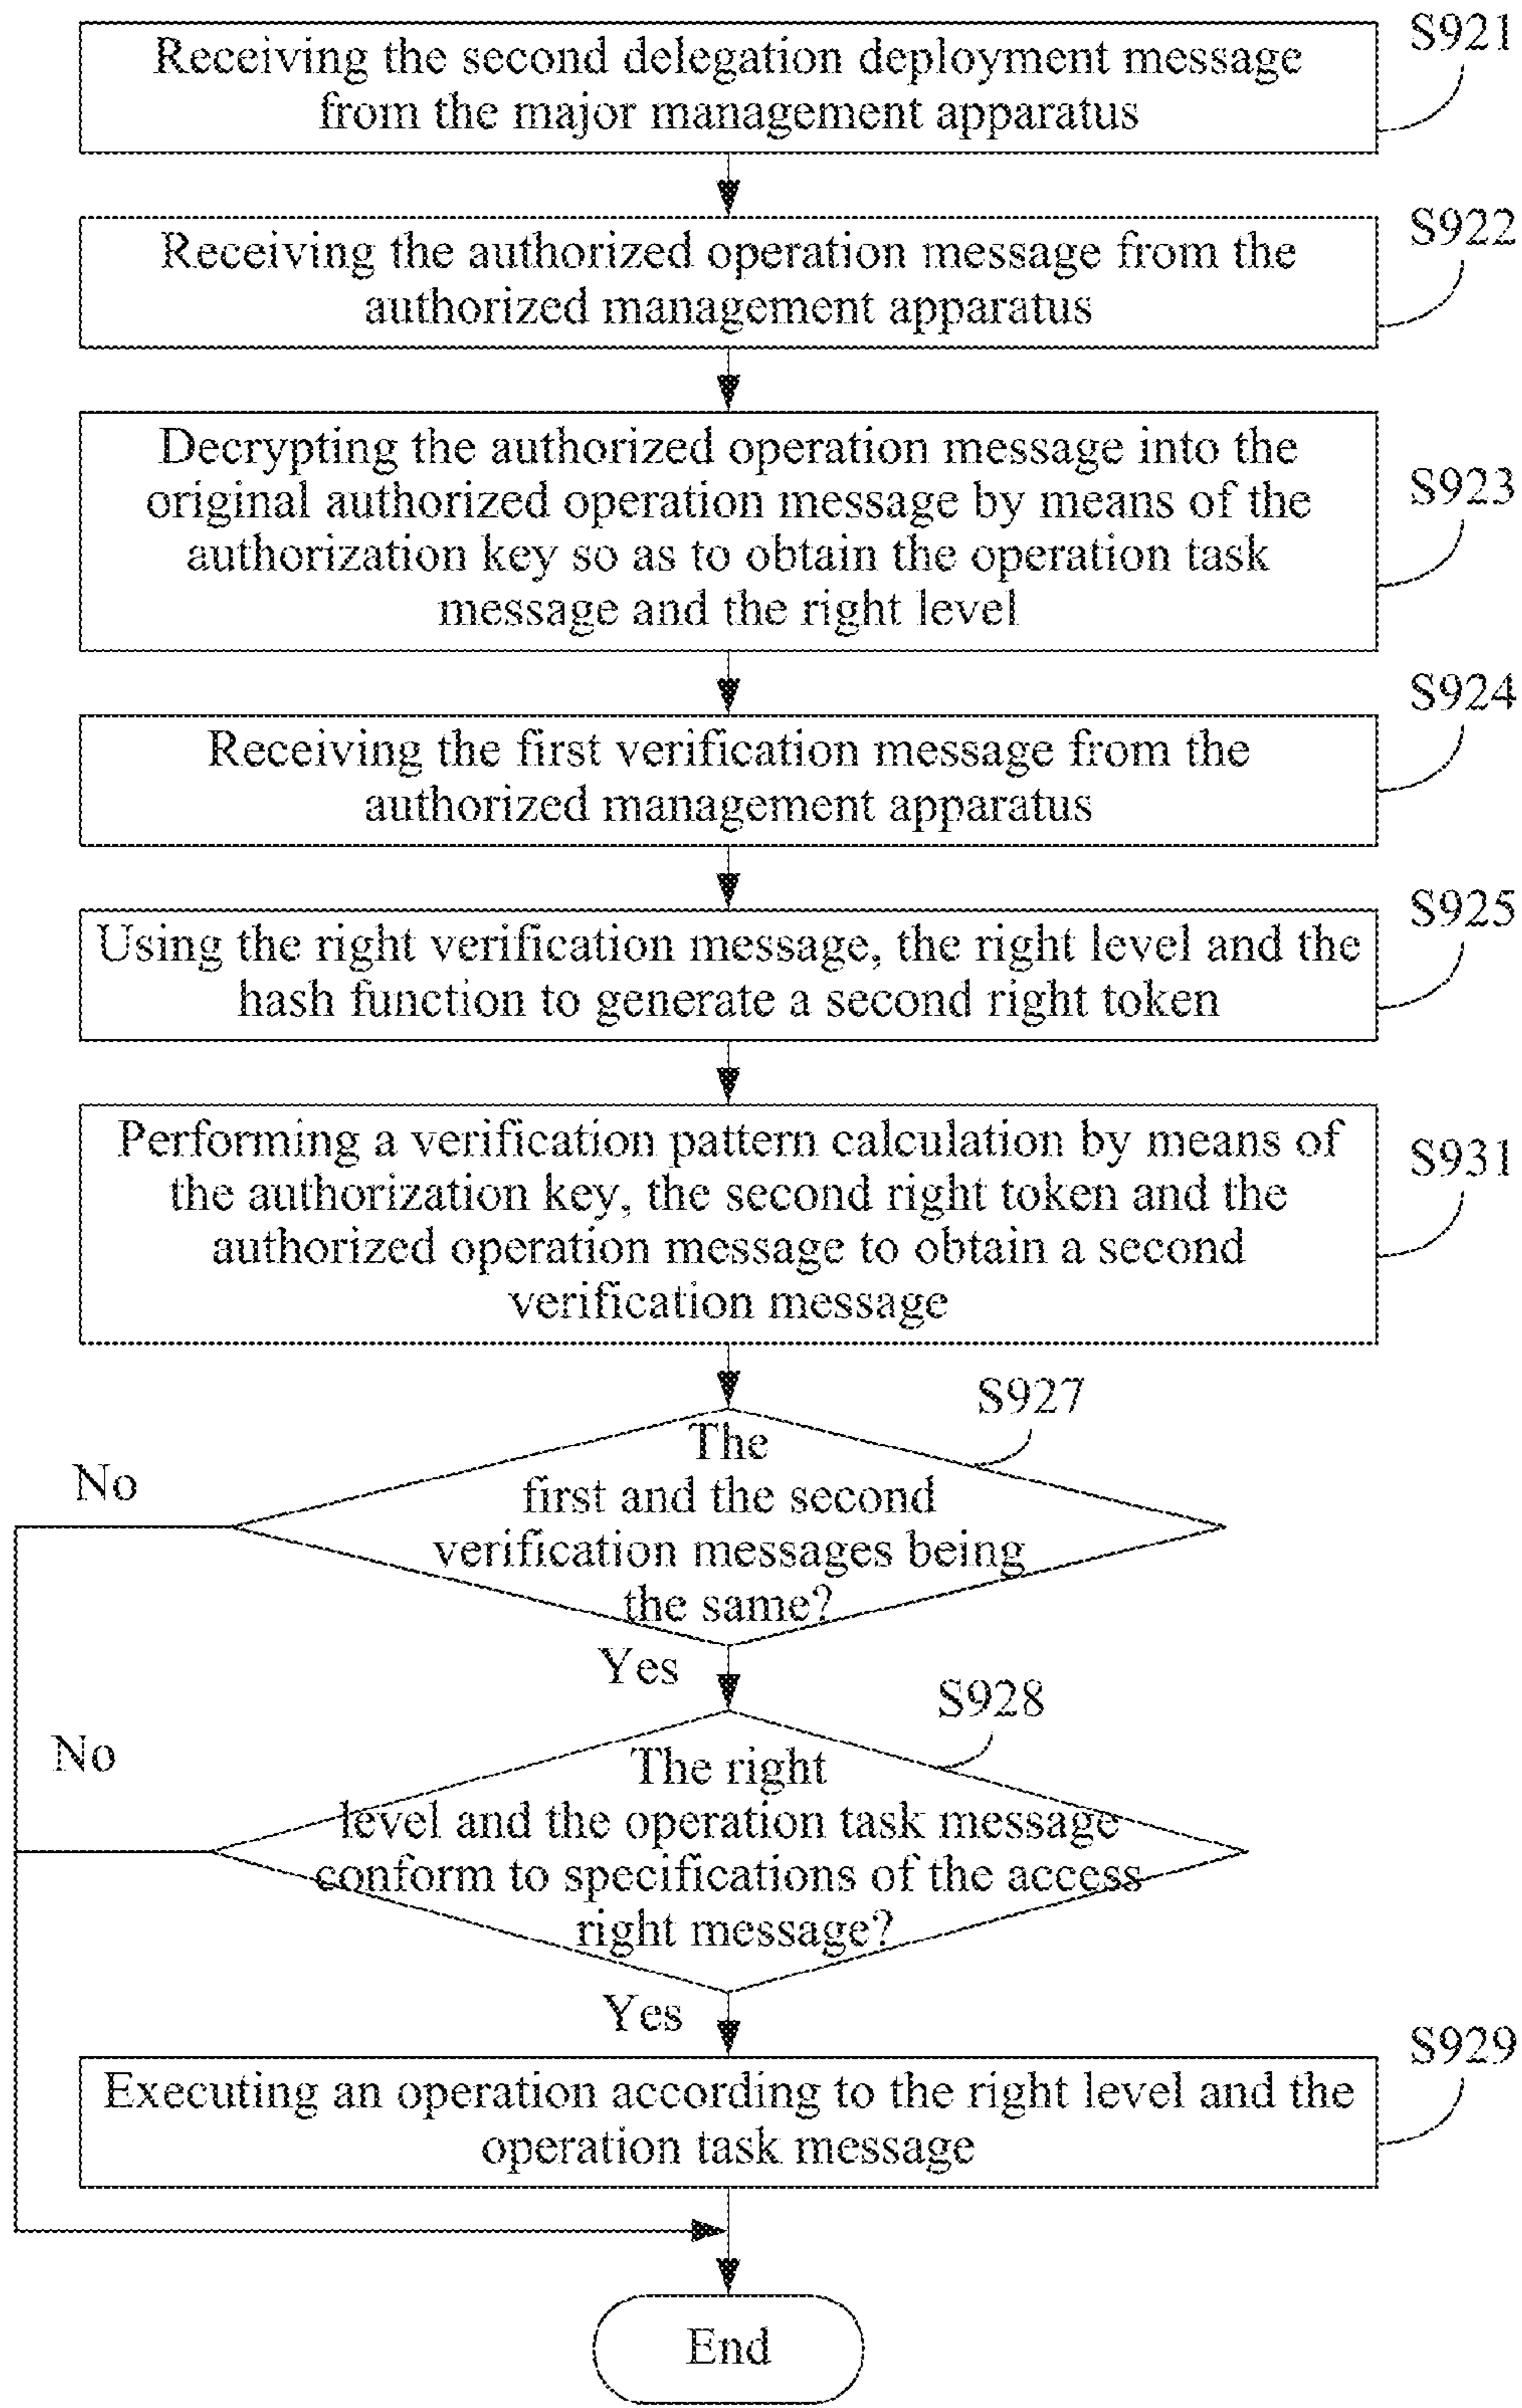 Receiving the second delegation deployment message
from the major management apparatus
S921
Receiving the authorized operation message from the
authorized management apparatus
S922
Decrypting the authorized operation message into the
original authorized operation message by means of the
authorization key so as to obtain the operation task
message and the right level
S923
Receiving the first verification message from the
authorized management apparatus
S924
Using the right verification message, the right level and the
hash function to generate a second right token
S925
Performing a verification pattern calculation by means of
the authorization key, the second right token and the
authorized operation message to obtain a second
verification message
S931
S927
The
first and the second
verification messages being
the same?
No
Yes
S928
The right
level and the operation task message
conform to specifications of the access
right message?
No
Yes
Executing an operation according to the right level and the
operation task message
S929
End